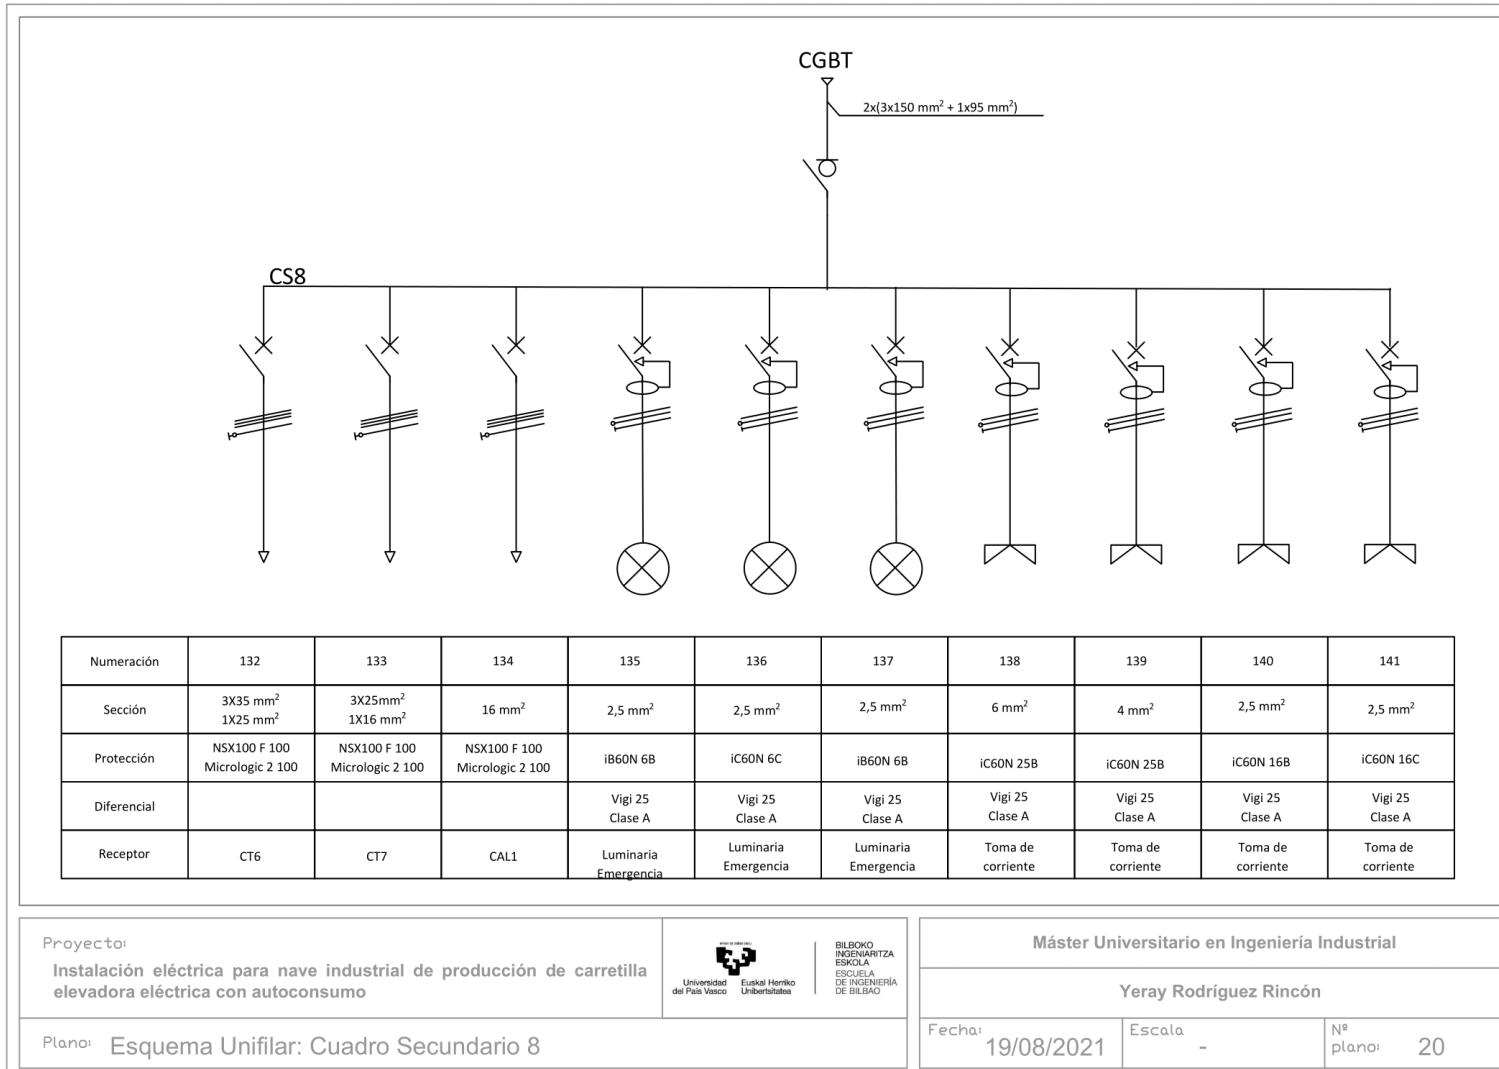 CGBT
2x(3x150 mm² + 1x95 mm²)
CS8
Numeración 132 133 134 135 136 137 138 139 140 141
Sección 3X35 mm² 1X25 mm² 3X25mm² 1X16 mm² 16 mm² 2,5 mm² 2,5 mm² 2,5 mm² 6 mm² 4 mm² 2,5 mm² 2,5 mm²
Protección NSX100 F 100 Micrologic 2 100 NSX100 F 100 Micrologic 2 100 NSX100 F 100 Micrologic 2 100 iB60N 6B iC60N 6C iB60N 6B iC60N 25B iC60N 25B iC60N 16B iC60N 16C
Diferencial Vigi 25 Clase A Vigi 25 Clase A Vigi 25 Clase A Vigi 25 Clase A Vigi 25 Clase A Vigi 25 Clase A Vigi 25 Clase A
Receptor CT6 CT7 CAL1 Luminaria Emergencia Luminaria Emergencia Luminaria Emergencia Toma de corriente Toma de corriente Toma de corriente Toma de corriente
Proyecto:
Instalación eléctrica para nave industrial de producción de carretilla
elevadora eléctrica con autoconsumo
Universidad Euskal Herriko
del País Vasco Unibertsitatea
BILBOKO
INGENIARITZA
ESKOLA
ESCUELA
DE INGENIERÍA
DE BILBAO
Máster Universitario en Ingeniería Industrial
Yeray Rodríguez Rincón
Plano: Esquema Unifilar: Cuadro Secundario 8
Fecha: 19/08/2021
Escala -
Nº plano: 20